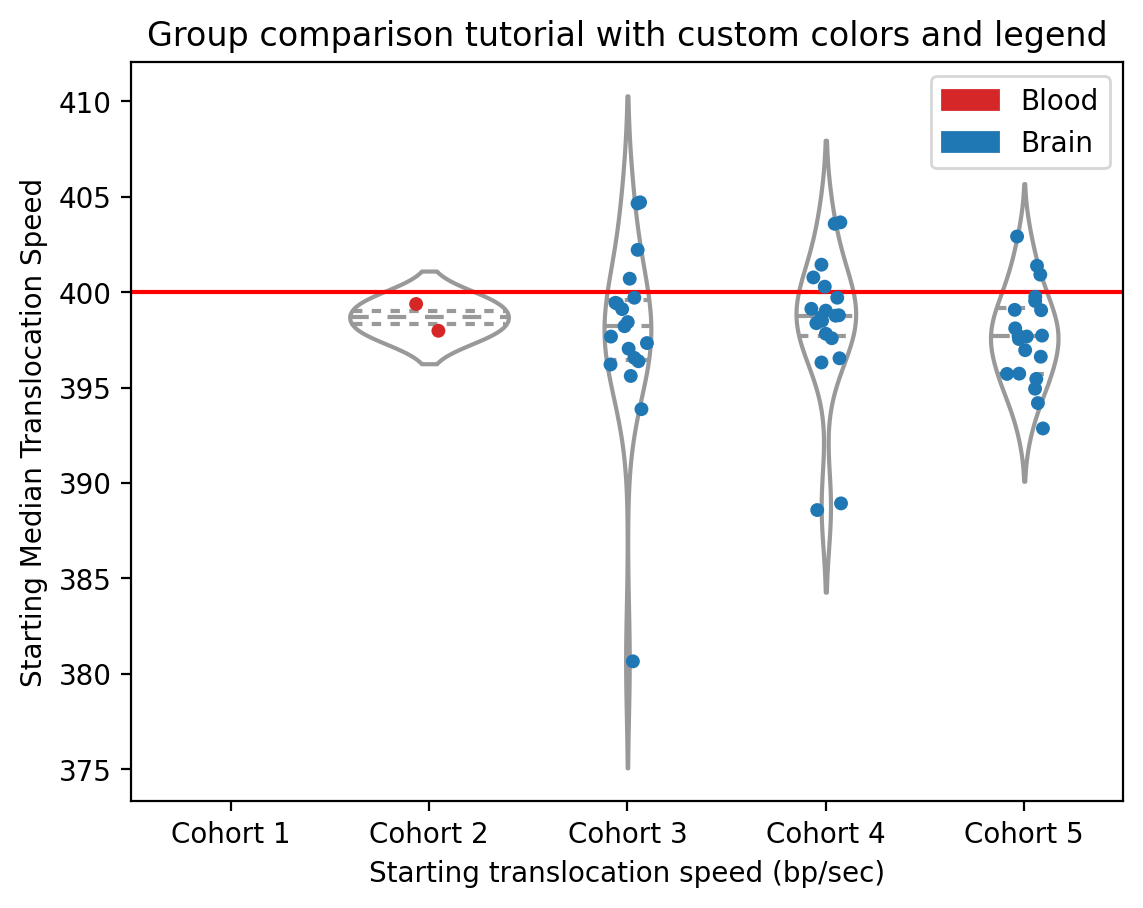 Group comparison tutorial with custom colors and legend
Blood
Brain
Starting Median Translocation Speed
410
405
400
395
390
385
380
375
Cohort 1
Cohort 2
Cohort 3
Cohort 4
Cohort 5
Starting translocation speed (bp/sec)